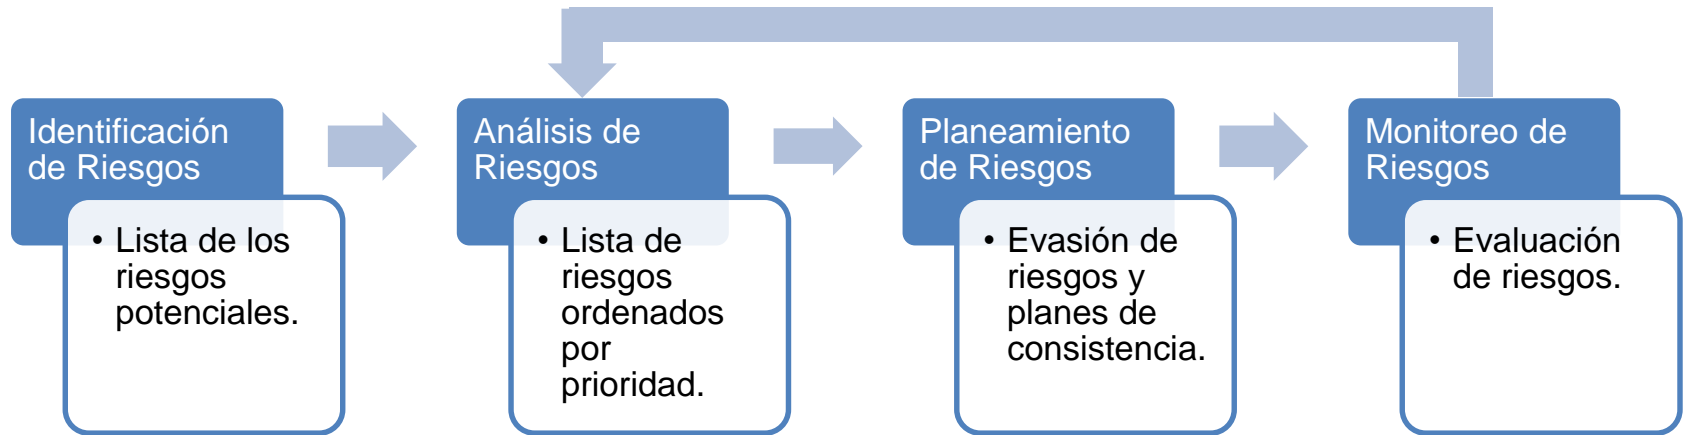 Identificación
de Riesgos
• Lista de los
riesgos
potenciales.
Análisis de
Riesgos
• Lista de
riesgos
ordenados
por
prioridad.
Planeamiento
de Riesgos
• Evasión de
riesgos y
planes de
consistencia.
Monitoreo de
Riesgos
• Evaluación
de riesgos.